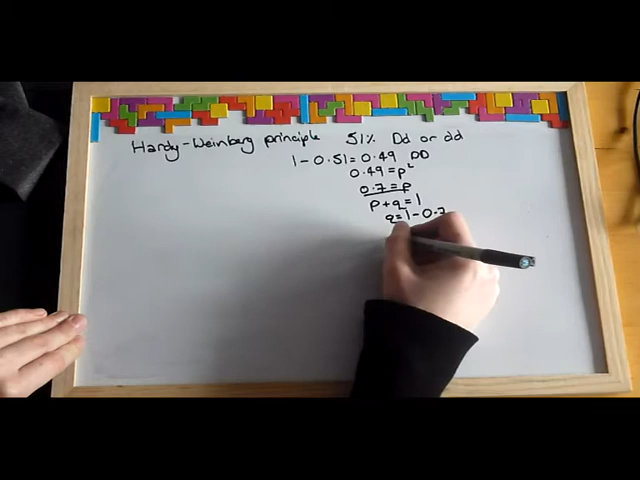 Hardy-Weinberg principle 51% Dd or dd
1-0.51=0.49 DD
0.49=p²
0.7=p
p+q=1
q=1-0.7